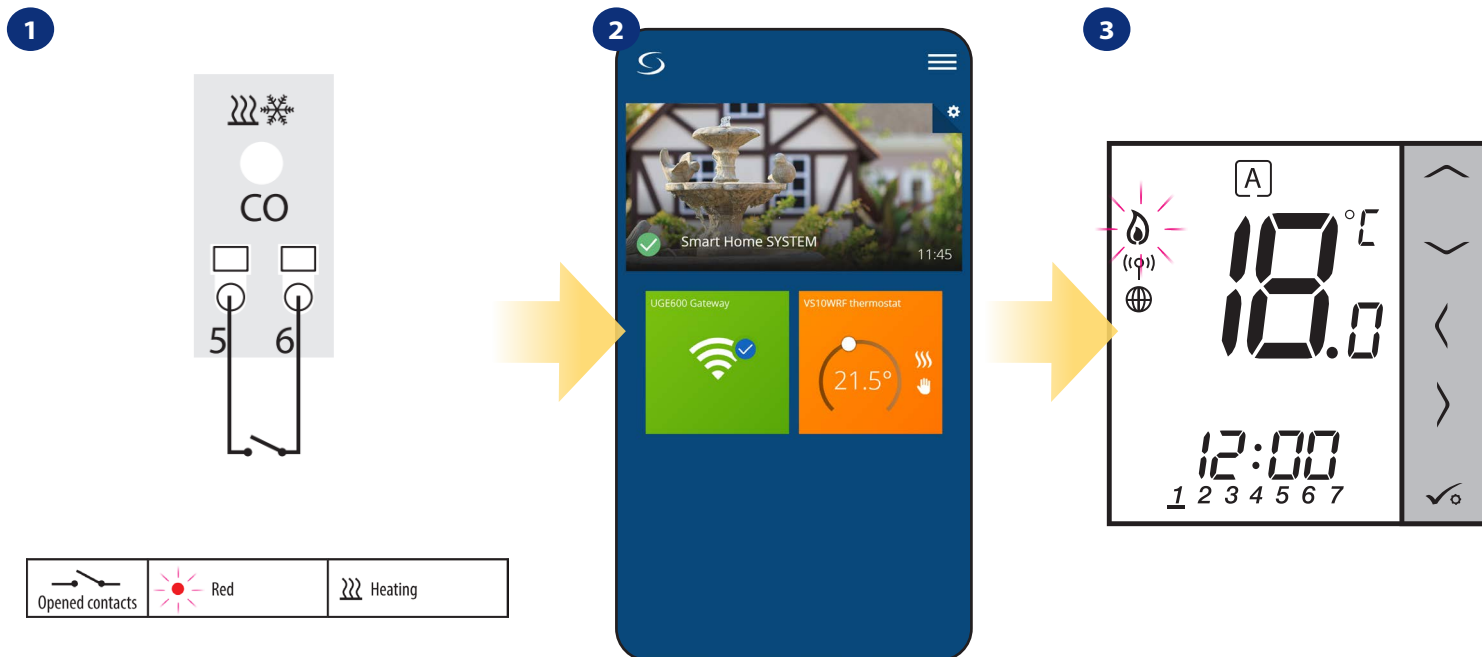 1
CO
5 6
Opened contacts
Red
Heating
2
Smart Home SYSTEM
11:45
UGE600 Gateway
VS10WRF thermostat
21.5°
3
A
18.0 °C
12:00
1 2 3 4 5 6 7